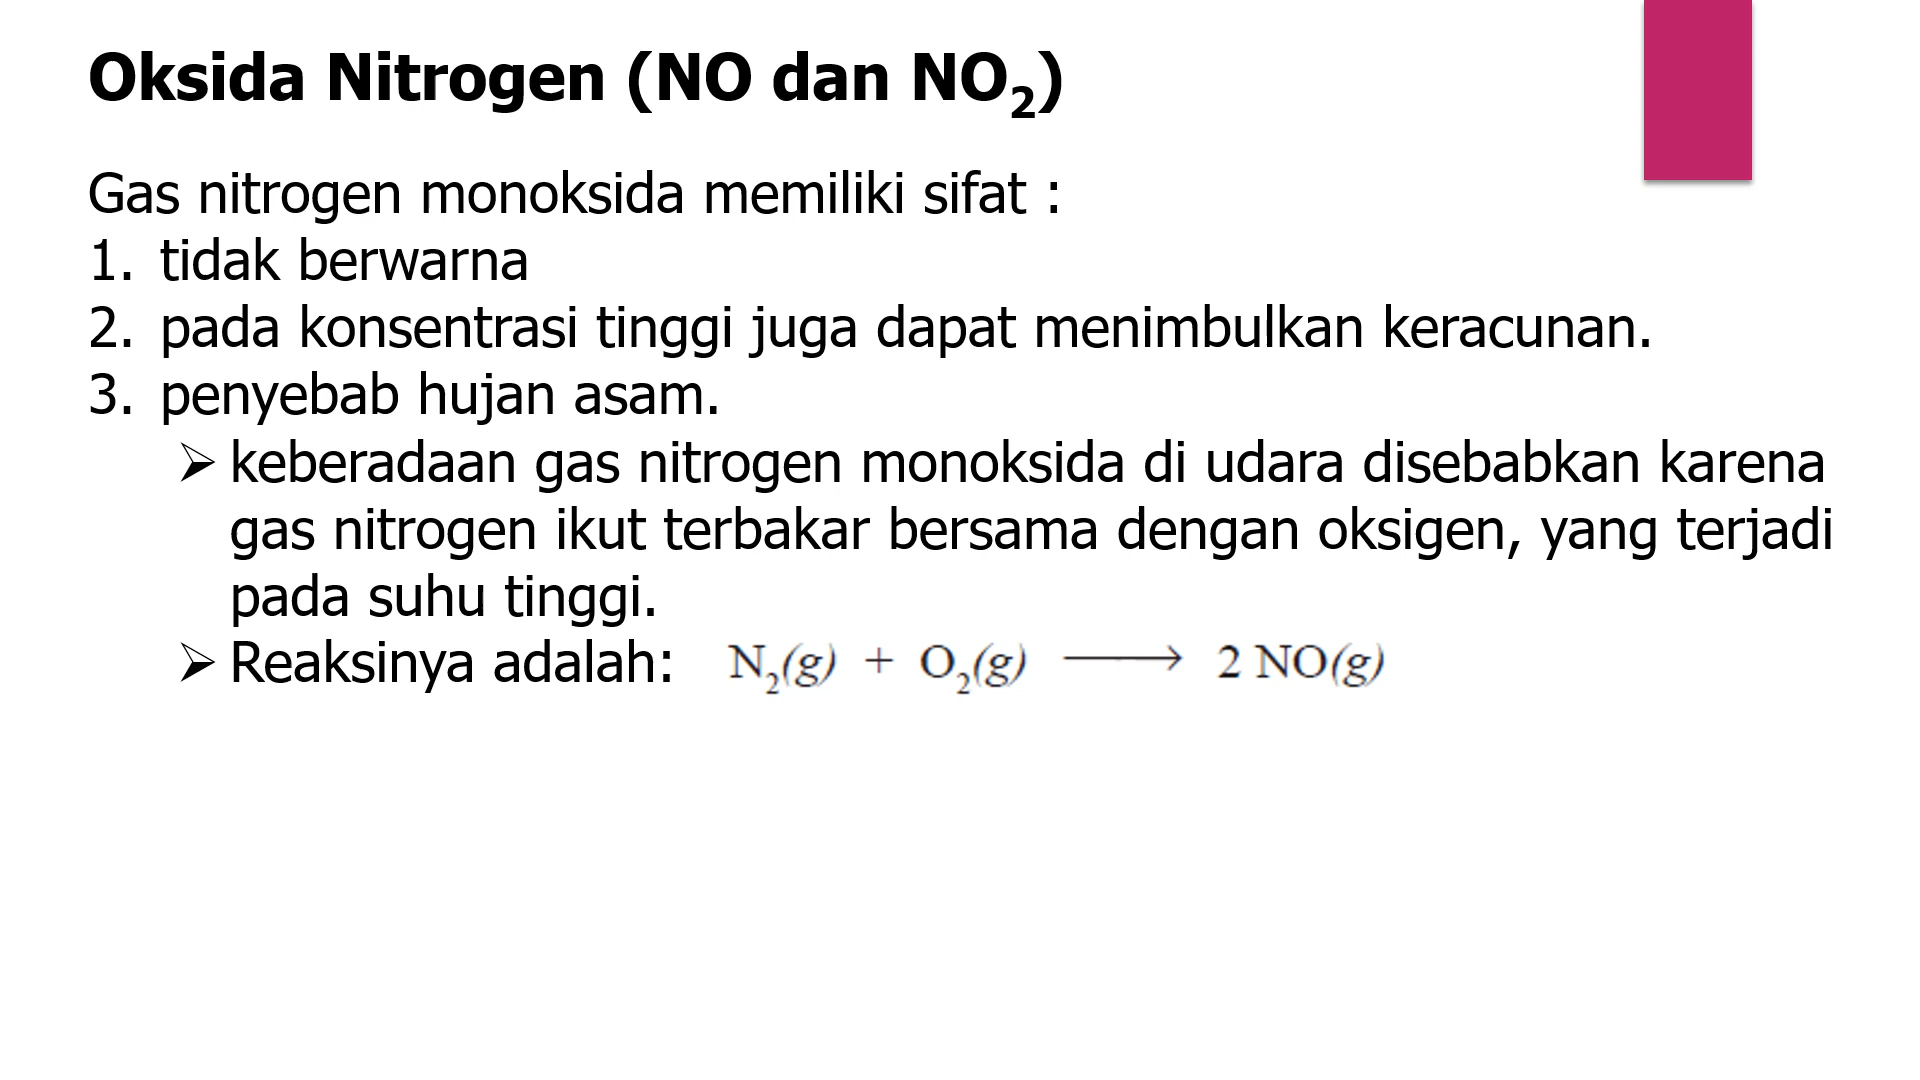 Oksida Nitrogen (NO dan NO₂)
Gas nitrogen monoksida memiliki sifat :
1. tidak berwarna
2. pada konsentrasi tinggi juga dapat menimbulkan keracunan.
3. penyebab hujan asam.
➢ keberadaan gas nitrogen monoksida di udara disebabkan karena
gas nitrogen ikut terbakar bersama dengan oksigen, yang terjadi
pada suhu tinggi.
➢ Reaksinya adalah: N₂(g) + O₂(g) ⟶ 2 NO(g)